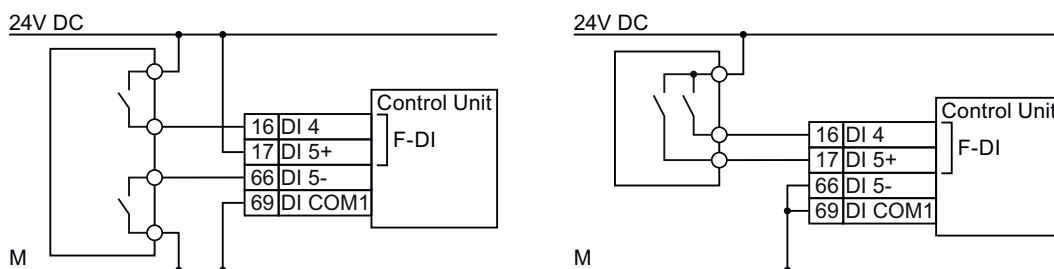 24V DC
Control Unit
16 DI 4
F-DI
17 DI 5+
66 DI 5-
69 DI COM1
M
24V DC
Control Unit
16 DI 4
F-DI
17 DI 5+
66 DI 5-
69 DI COM1
M